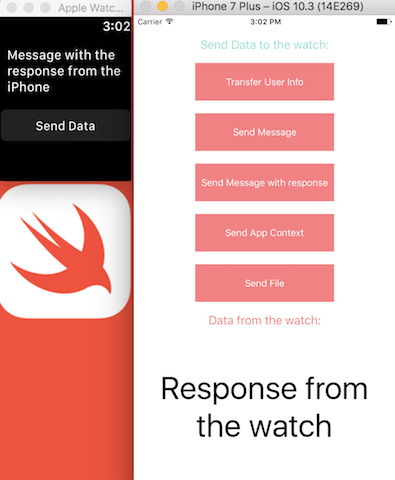 Apple Watc...
3:02
Message with the
response from the
iPhone
Send Data
iPhone 7 Plus – iOS 10.3 (14E269)
Carrier
3:02 PM
Send Data to the watch:
Transfer User Info
Send Message
Send Message with response
Send App Context
Send File
Data from the watch:
Response from
the watch